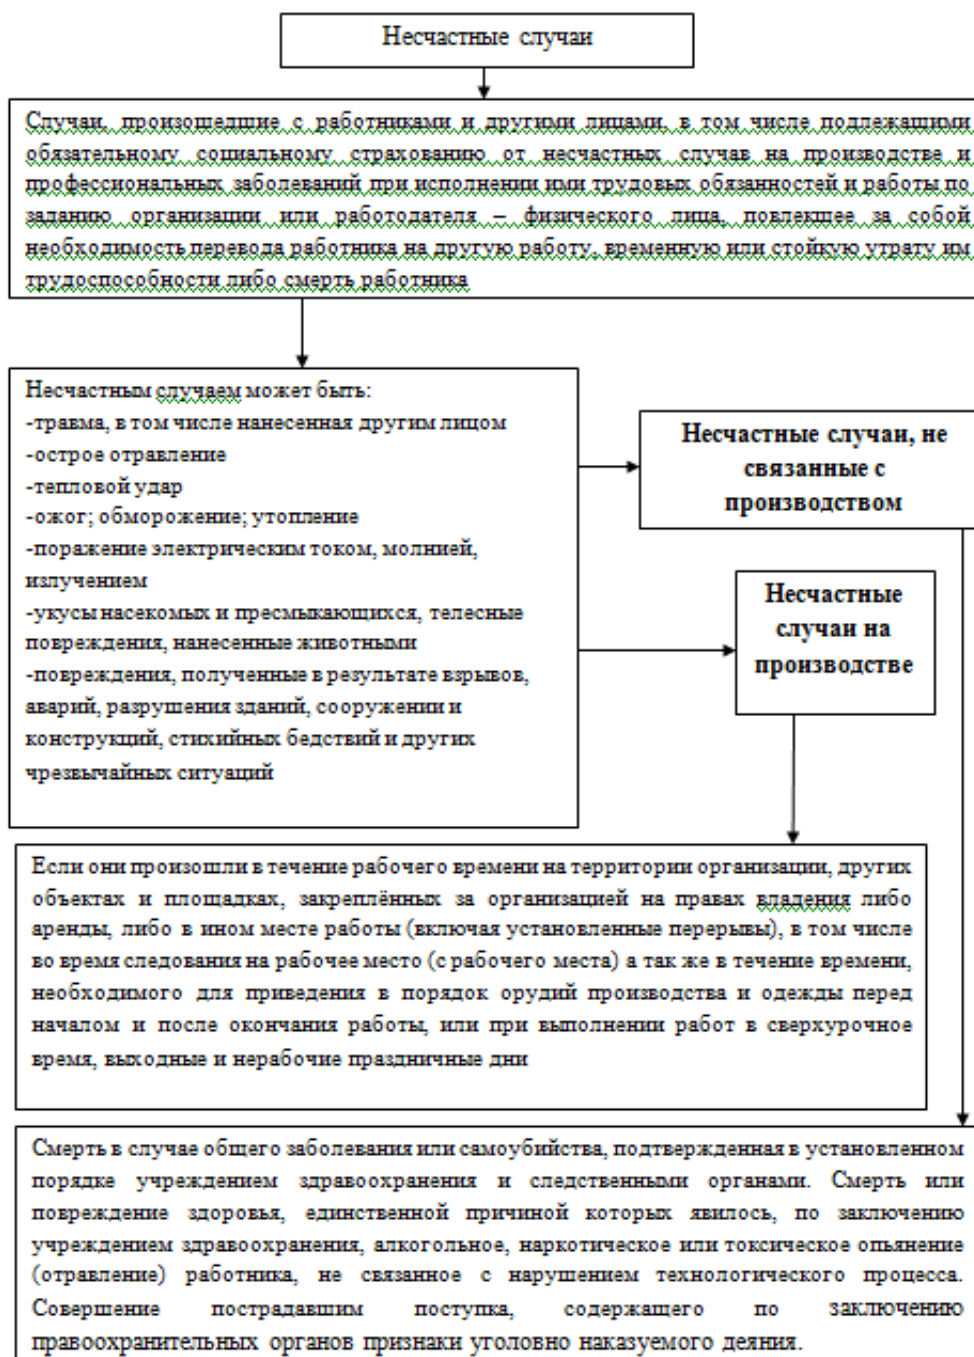 Несчастные случаи
Случаи, произошедшие с работниками и другими лицами, в том числе подлежащими
обязательному социальному страхованию от несчастных случав на производстве и
профессиональных заболеваний при исполнении ими трудовых обязанностей и работы по
заданию организации или работодателя – физического лица, повлекшее за собой
необходимость перевода работника на другую работу, временную или стойкую утрату им
трудоспособности либо смерть работника
Несчастным случаем может быть:
-травма, в том числе нанесенная другим лицом
-острое отравление
-тепловой удар
-ожог; обморожение; утопление
-поражение электрическим током, молнией,
излучением
-укусы насекомых и пресмыкающихся, телесные
повреждения, нанесенные животными
-повреждения, полученные в результате взрывов,
аварий, разрушения зданий, сооружении и
конструкций, стихийных бедствий и других
чрезвычайных ситуаций
Несчастные случаи, не
связанные с
производством
Несчастные
случаи на
производстве
Если они произошли в течение рабочего времени на территории организации, других
объектах и площадках, закреплённых за организацией на правах владения либо
аренды, либо в ином месте работы (включая установленные перерывы), в том числе
во время следования на рабочее место (с рабочего места) а так же в течение времени,
необходимого для приведения в порядок орудий производства и одежды перед
началом и после окончания работы, или при выполнении работ в сверхурочное
время, выходные и нерабочие праздничные дни
Смерть в случае общего заболевания или самоубийства, подтвержденная в установленном
порядке учреждением здравоохранения и следственными органами. Смерть или
повреждение здоровья, единственной причиной которых явилось, по заключению
учреждением здравоохранения, алкогольное, наркотическое или токсическое опьянение
(отравление) работника, не связанное с нарушением технологического процесса.
Совершение пострадавшим поступка, содержащего по заключению
правоохранительных органов признаки уголовно наказуемого деяния.